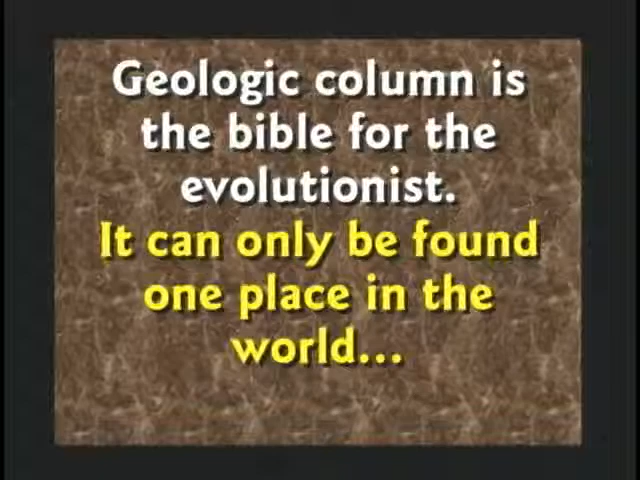 Geologic column is
the bible for the
evolutionist.
It can only be found
one place in the
world...